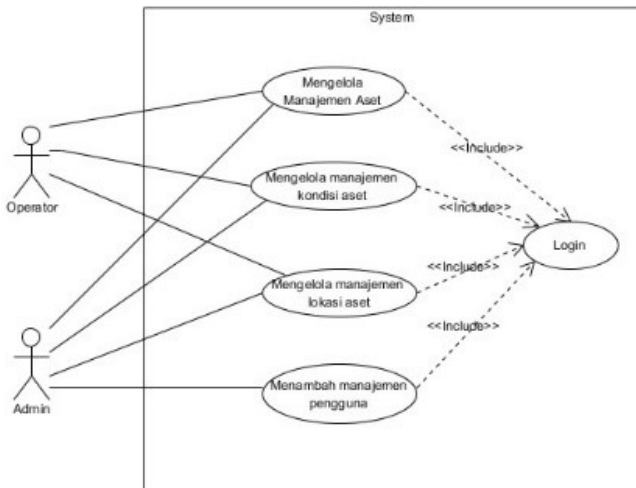 System
Mengelola
Manajemen Aset
<<Include>>
Mengelola manajemen
kondisi aset
<<Include>>
Operator
Login
Mengelola manajemen
lokasi aset
<<Include>>
<<Include>>
Menambah manajemen
pengguna
Admin